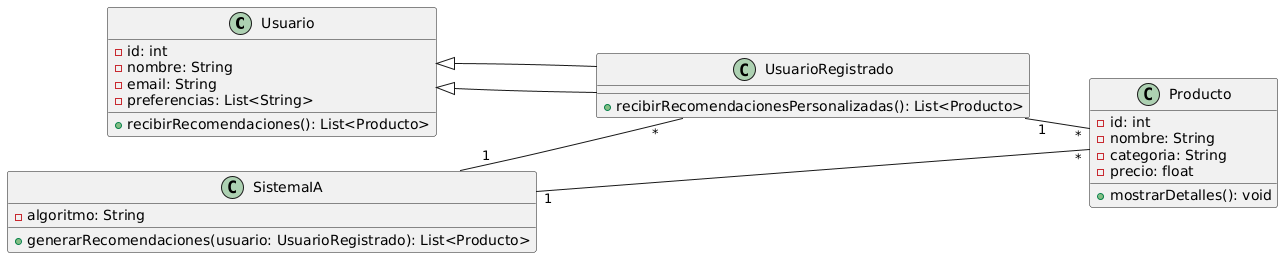 C Usuario
id: int
nombre: String
email: String
preferencias: List<String>
recibirRecomendaciones(): List<Producto>
C UsuarioRegistrado
recibirRecomendacionesPersonalizadas(): List<Producto>
C Producto
id: int
nombre: String
categoria: String
precio: float
mostrarDetalles(): void
C SistemaIA
algoritmo: String
generarRecomendaciones(usuario: UsuarioRegistrado): List<Producto>
1
*
1
*
1
*